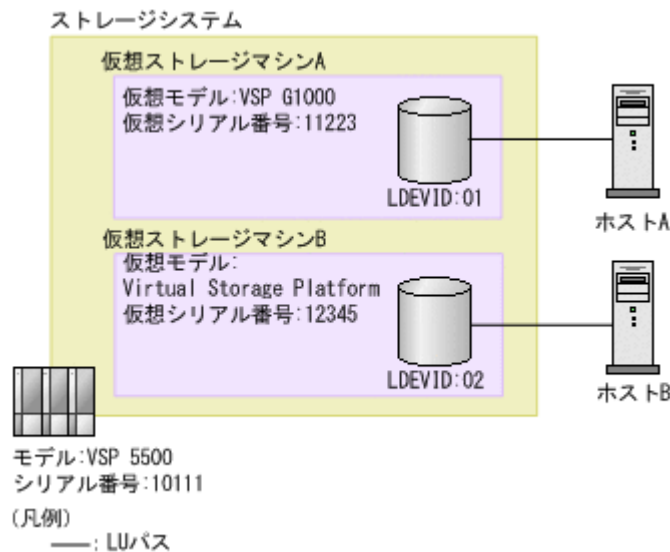 ストレージシステム
仮想ストレージマシンA
仮想モデル:VSP G1000
仮想シリアル番号:11223
LDEVID:01
ホストA
仮想ストレージマシンB
仮想モデル:
Virtual Storage Platform
仮想シリアル番号:12345
LDEVID:02
ホストB
モデル:VSP 5500
シリアル番号:10111
(凡例)
: LUパス